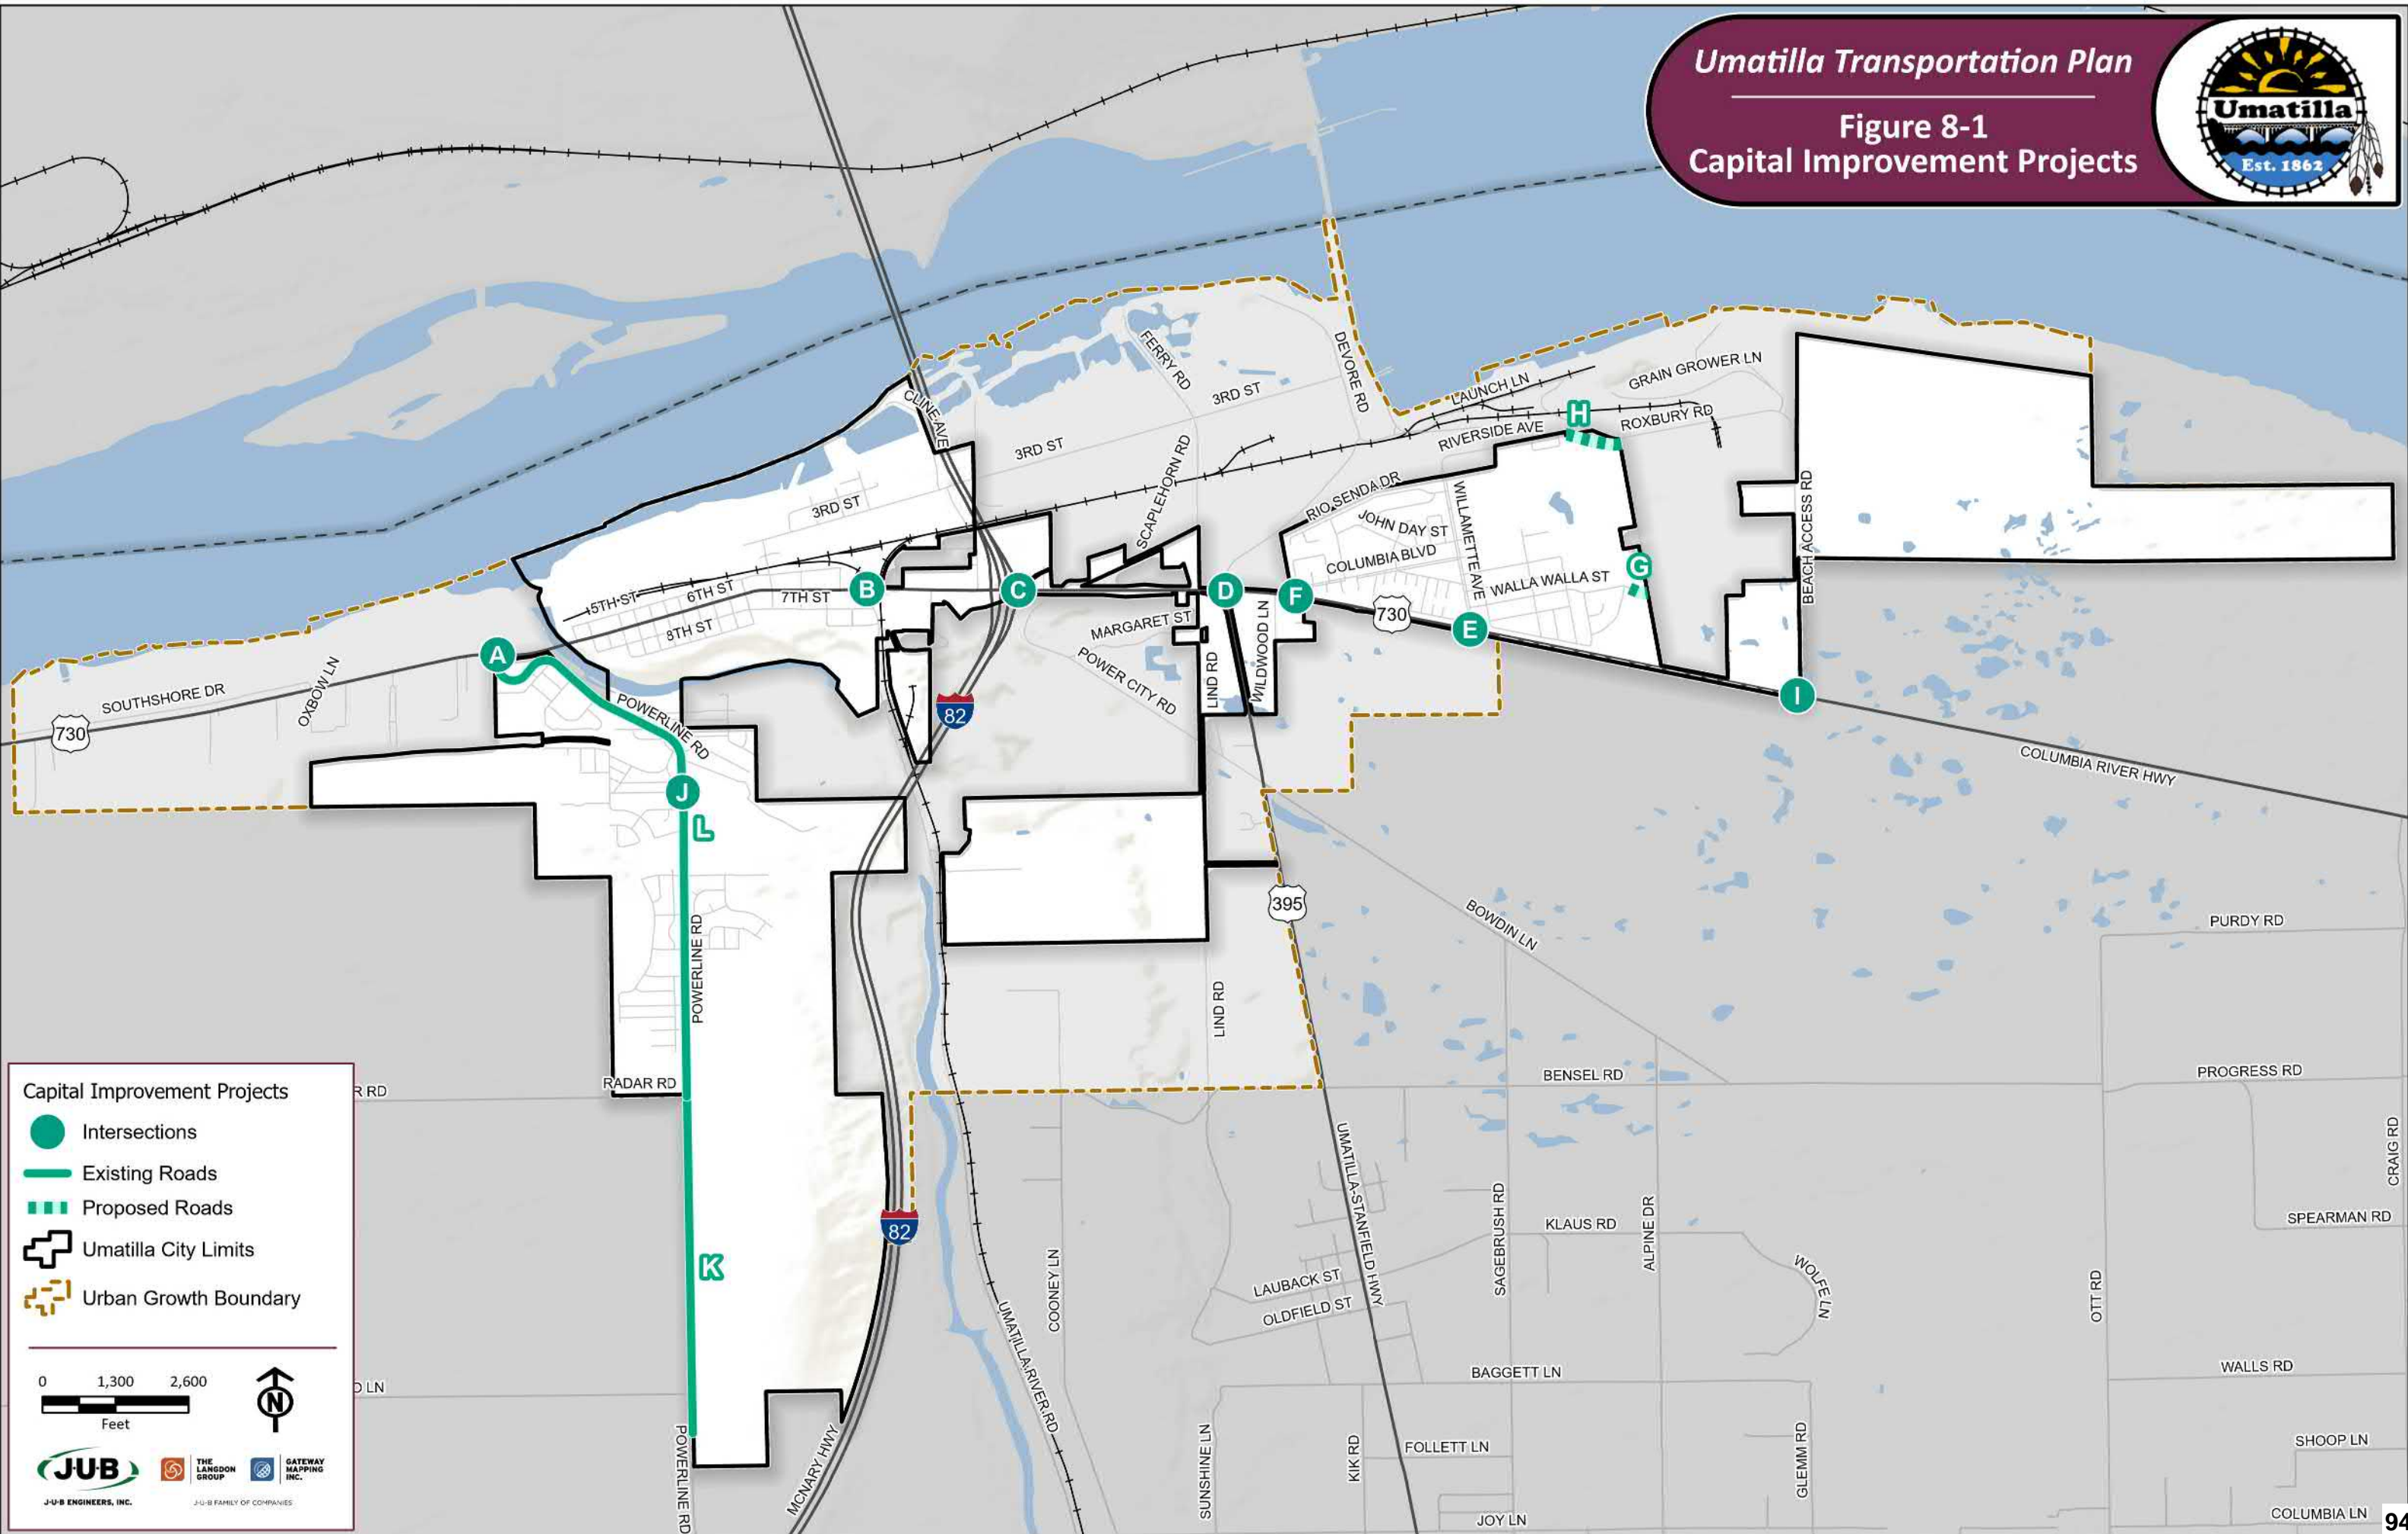 Umatilla Transportation Plan
Figure 8-1
Capital Improvement Projects
Umatilla
Est. 1862
FERRY RD
DEVORE RD
3RD ST
LAUNCH LN
GRAIN GROWER LN
CLINE AVE
3RD ST
H
RIVERSIDE AVE
ROXBURY RD
SCAPLEHORN RD
3RD ST
RIO SENDA DR
WILLAMETTE AVE
JOHN DAY ST
COLUMBIA BLVD
BEACH ACCESS RD
G
WALLA WALLA ST
5TH ST
6TH ST
7TH ST
B
C
D
F
730
E
8TH ST
MARGARET ST
WILDWOOD LN
LIND RD
POWER CITY RD
A
SOUTHSHORE DR
OXBOW LN
730
POWERLINE RD
82
I
COLUMBIA RIVER HWY
J
L
395
BOWDIN LN
PURDY RD
POWERLINE RD
LIND RD
RADAR RD
R RD
BENSEL RD
PROGRESS RD
CRAIG RD
UMATILLA-STANFIELD HWY
SAGEBRUSH RD
KLAUS RD
ALPINE DR
SPEARMAN RD
82
K
COONEY LN
LAUBACK ST
OLDFIELD ST
WOLFE LN
OTT RD
UMATILLA RIVER RD
BAGGETT LN
WALLS RD
D LN
POWERLINE RD
MCNARY HWY
SUNSHINE LN
KIK RD
FOLLETT LN
GLEMM RD
SHOOP LN
JOY LN
COLUMBIA LN
94
Capital Improvement Projects
Intersections
Existing Roads
Proposed Roads
Umatilla City Limits
Urban Growth Boundary
0 1,300 2,600
Feet
N
J·U·B
J·U·B ENGINEERS, INC.
THE
LANGDON
GROUP
GATEWAY
MAPPING
INC.
J·U·B FAMILY OF COMPANIES